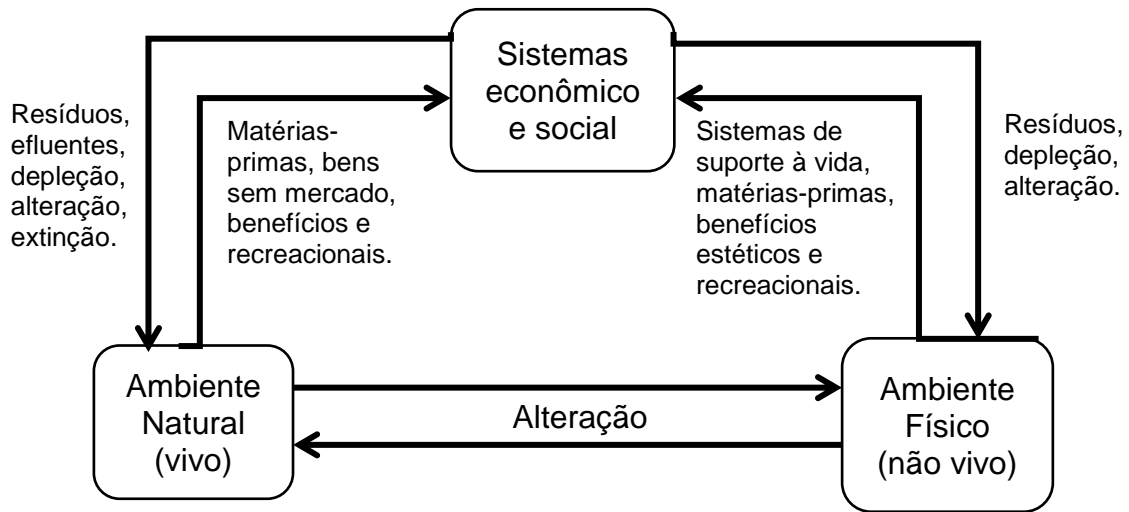 Sistemas
econômico
e social
Resíduos,
efluentes,
depleção,
alteração,
extinção.
Matérias-
primas, bens
sem mercado,
benefícios e
recreacionais.
Sistemas de
suporte à vida,
matérias-primas,
benefícios
estéticos e
recreacionais.
Resíduos,
depleção,
alteração.
Ambiente
Natural
(vivo)
Alteração
Ambiente
Físico
(não vivo)